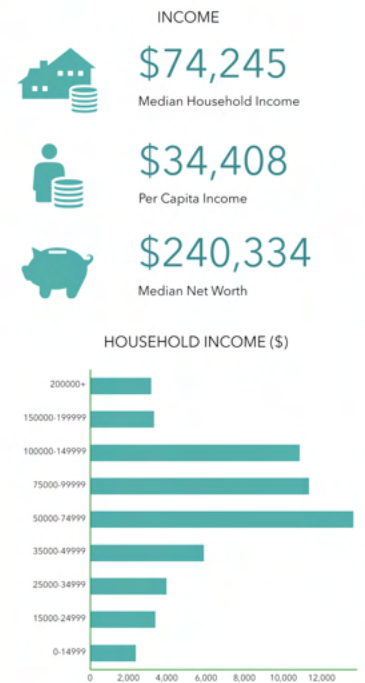 INCOME
$74,245
Median Household Income
$34,408
Per Capita Income
$240,334
Median Net Worth
HOUSEHOLD INCOME ($)
200000+
150000-199999
100000-149999
75000-99999
50000-74999
35000-49999
25000-34999
15000-24999
0-14999
0 2,000 4,000 6,000 8,000 10,000 12,000